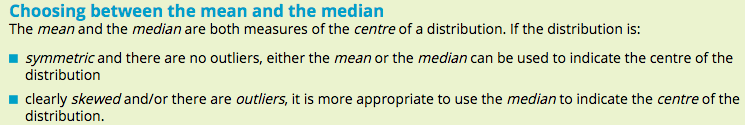 Choosing between the mean and the median
The mean and the median are both measures of the centre of a distribution. If the distribution is:
■ symmetric and there are no outliers, either the mean or the median can be used to indicate the centre of the
distribution
■ clearly skewed and/or there are outliers, it is more appropriate to use the median to indicate the centre of the
distribution.